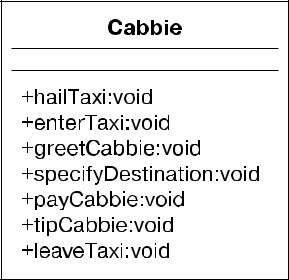 Cabbie
+hailTaxi:void
+enterTaxi:void
+greetCabbie:void
+specifyDestination:void
+payCabbie:void
+tipCabbie:void
+leaveTaxi:void